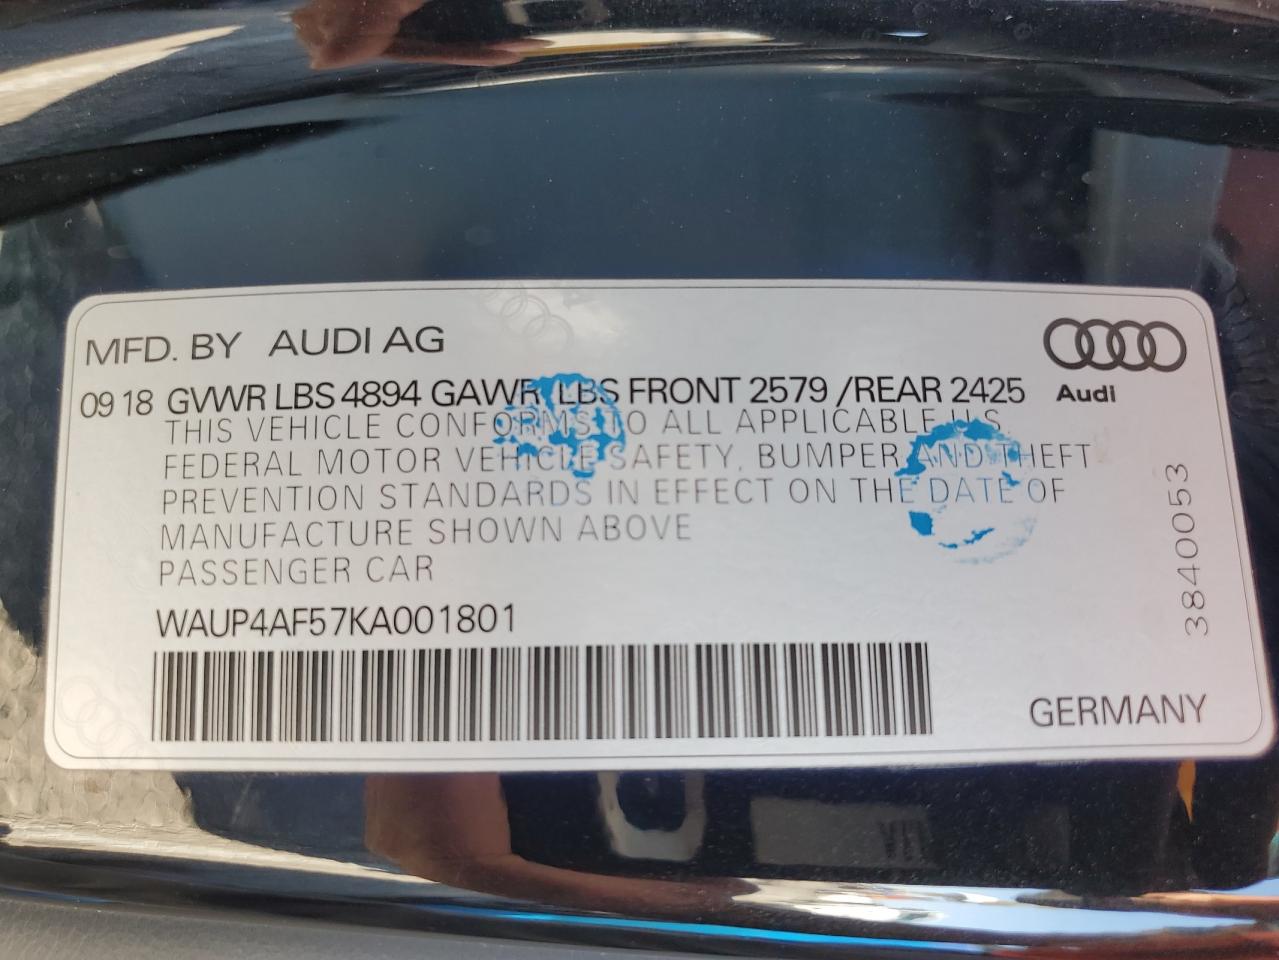 MFD. BY AUDI AG
09 18 GVWR LBS 4894 GAWR LBS FRONT 2579 /REAR 2425
Audi
THIS VEHICLE CONFORMS TO ALL APPLICABLE U.S.
FEDERAL MOTOR VEHICLE SAFETY, BUMPER AND THEFT
PREVENTION STANDARDS IN EFFECT ON THE DATE OF
MANUFACTURE SHOWN ABOVE
PASSENGER CAR
WAUP4AF57KA001801
3840053
GERMANY